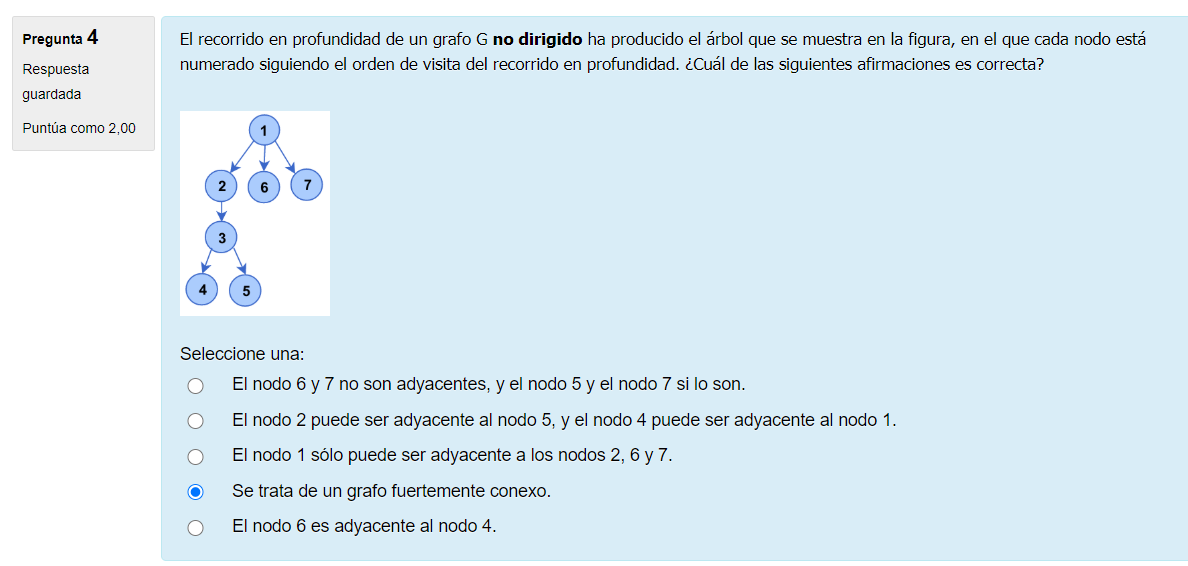 Pregunta 4
Respuesta
guardada
Puntúa como 2,00
El recorrido en profundidad de un grafo G no dirigido ha producido el árbol que se muestra en la figura, en el que cada nodo está
numerado siguiendo el orden de visita del recorrido en profundidad. ¿Cuál de las siguientes afirmaciones es correcta?
1
2 6 7
3
4 5
Seleccione una:
El nodo 6 y 7 no son adyacentes, y el nodo 5 y el nodo 7 si lo son.
El nodo 2 puede ser adyacente al nodo 5, y el nodo 4 puede ser adyacente al nodo 1.
El nodo 1 sólo puede ser adyacente a los nodos 2, 6 y 7.
Se trata de un grafo fuertemente conexo.
El nodo 6 es adyacente al nodo 4.